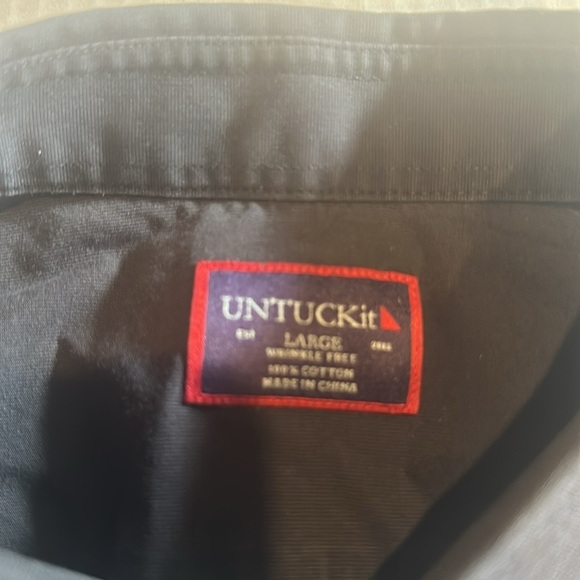 UNTUCKit
LARGE
WRINKLE FREE
100% COTTON
MADE IN CHINA